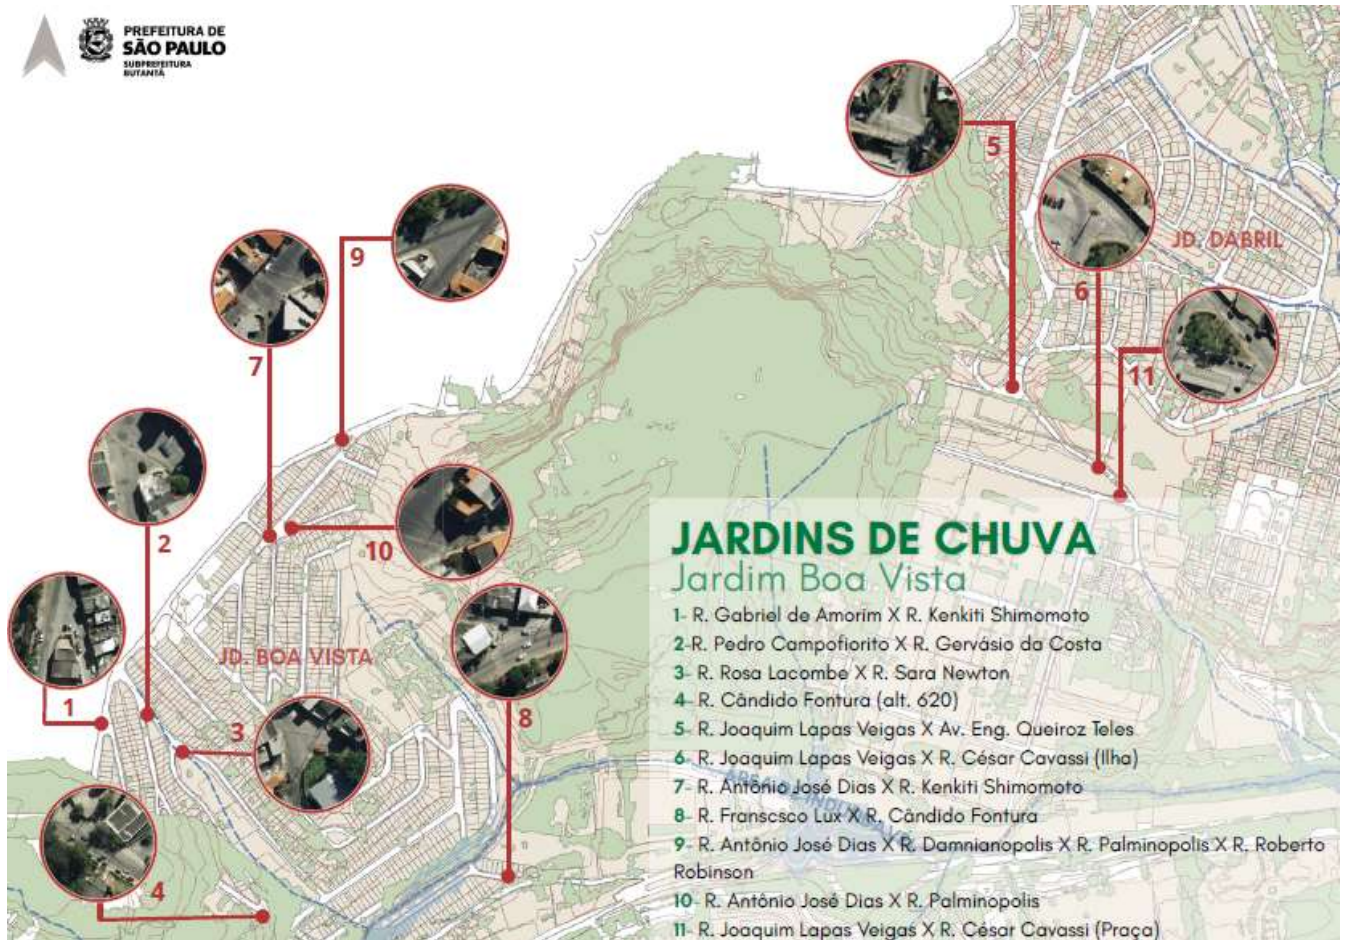 PREFEITURA DE
SÃO PAULO
SUBPREFEITURA
BUTANTÃ
5
6
JD. DABRIL
9
7
11
2
10
JD. BOA VISTA
1
3
8
4
JARDINS DE CHUVA
Jardim Boa Vista
1- R. Gabriel de Amorim X R. Kenkiti Shimomoto
2-R. Pedro Campofiorito X R. Gervásio da Costa
3- R. Rosa Lacombe X R. Sara Newton
4- R. Cândido Fontura (alt. 620)
5- R. Joaquim Lapas Veigas X Av. Eng. Queiroz Teles
6- R. Joaquim Lapas Veigas X R. César Cavassi (Ilha)
7- R. Antônio José Dias X R. Kenkiti Shimomoto
8- R. Franscsco Lux X R. Cândido Fontura
9- R. Antônio José Dias X R. Damnianopolis X R. Palminopolis X R. Roberto
Robinson
10- R. Antônio José Dias X R. Palminopolis
11- R. Joaquim Lapas Veigas X R. César Cavassi (Praça)